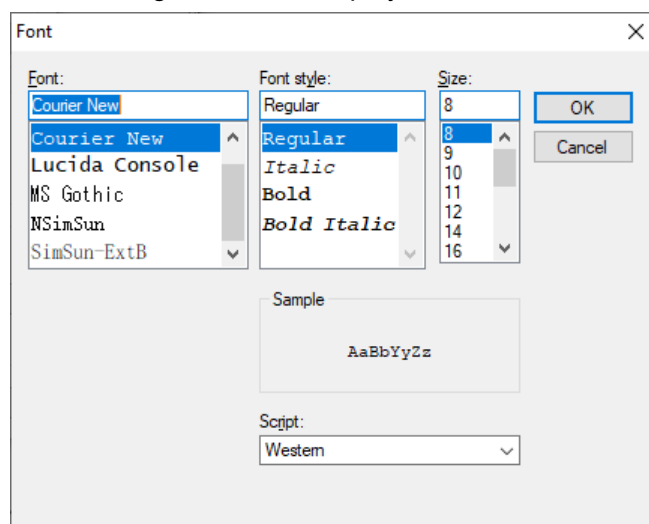 Font
Font:
Courier New
Courier New
Lucida Console
MS Gothic
NSimSun
SimSun-ExtB
Font style:
Regular
Regular
Italic
Bold
Bold Italic
Size:
8
8
9
10
11
12
14
16
OK
Cancel
Sample
AaBbYyZz
Script:
Western